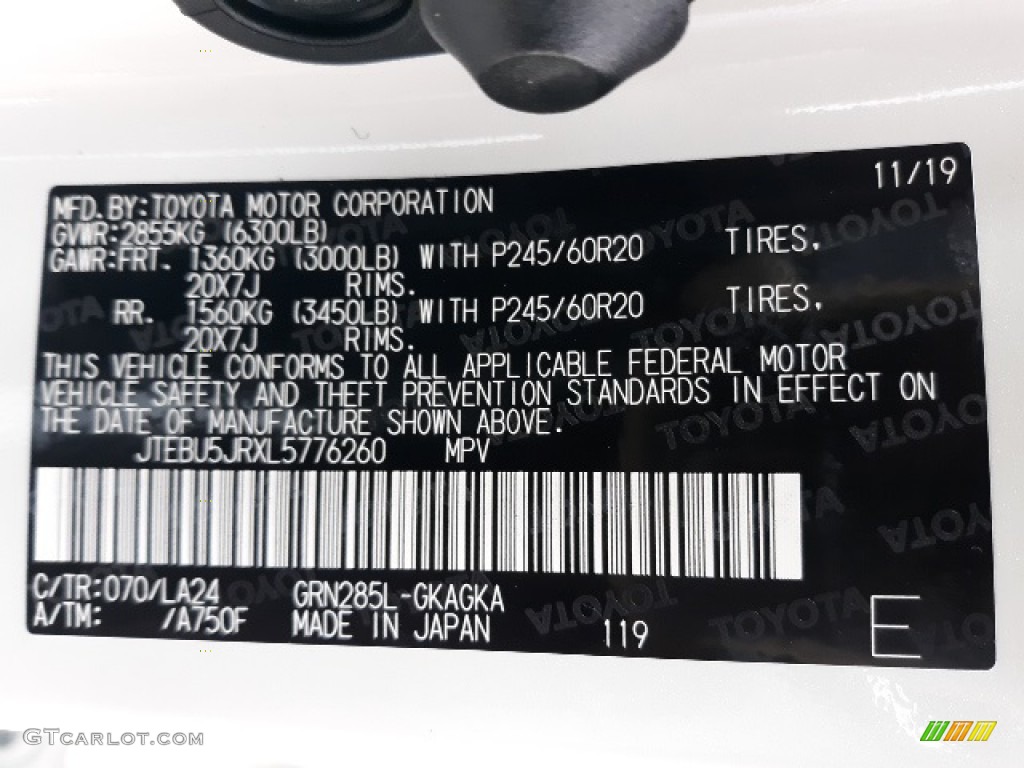 11/19
MFD.BY:TOYOTA MOTOR CORPORATION
GVWR:2855KG (6300LB)
GAWR:FRT. 1360KG (3000LB) WITH P245/60R20 TIRES,
20X7J RIMS.
RR. 1560KG (3450LB) WITH P245/60R20 TIRES,
20X7J RIMS.
THIS VEHICLE CONFORMS TO ALL APPLICABLE FEDERAL MOTOR
VEHICLE SAFETY AND THEFT PREVENTION STANDARDS IN EFFECT ON
THE DATE OF MANUFACTURE SHOWN ABOVE.
JTEBU5JRXL5776260 MPV
C/TR:070/LA24 GRN285L-GKAGKA
A/TM: /A750F MADE IN JAPAN 119 E
GTcarlot.com